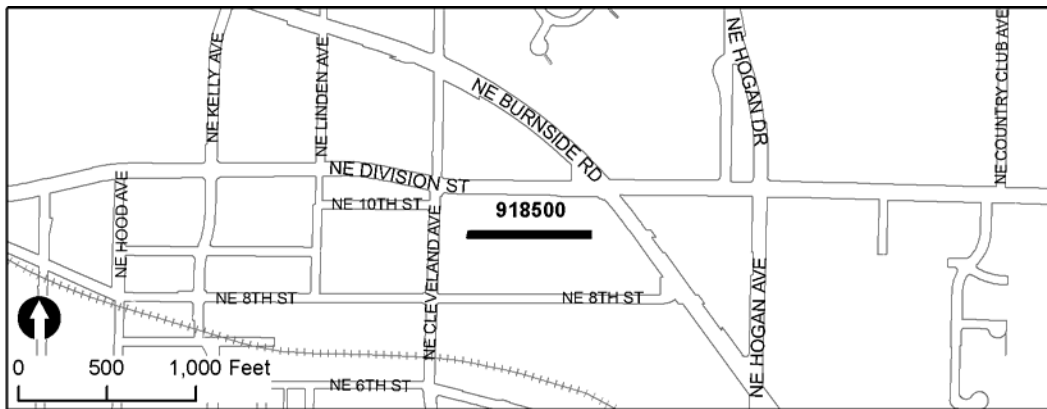 NE KELLY AVE
NE LINDEN AVE
NE BURNSIDE RD
NE HOGAN DR
NE COUNTRY CLUB AVE
NE DIVISION ST
NE HOOD AVE
NE 10TH ST
918500
NE CLEVELAND AVE
NE 8TH ST
NE 8TH ST
NE HOGAN AVE
0 500 1,000 Feet
NE 6TH ST